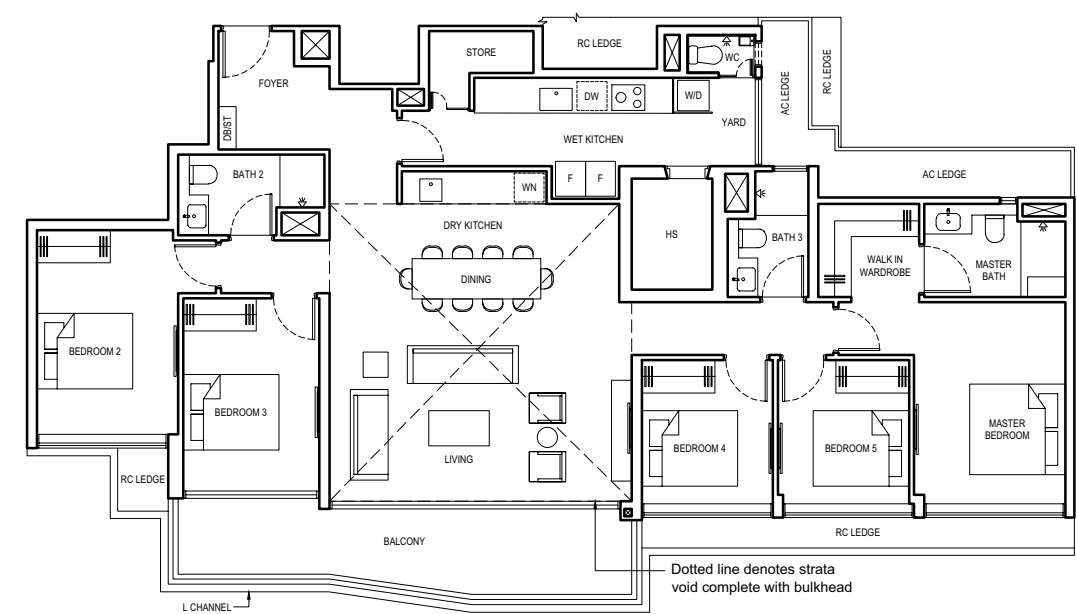 RC LEDGE
STORE
WC
FOYER
AC LEDGE
RC LEDGE
DW
W/D
DB/ST
YARD
WET KITCHEN
BATH 2
F
F
AC LEDGE
WN
DRY KITCHEN
HS
BATH 3
WALK IN
WARDROBE
MASTER
BATH
DINING
BEDROOM 2
BEDROOM 3
LIVING
BEDROOM 4
BEDROOM 5
MASTER
BEDROOM
RC LEDGE
RC LEDGE
BALCONY
Dotted line denotes strata
void complete with bulkhead
L CHANNEL